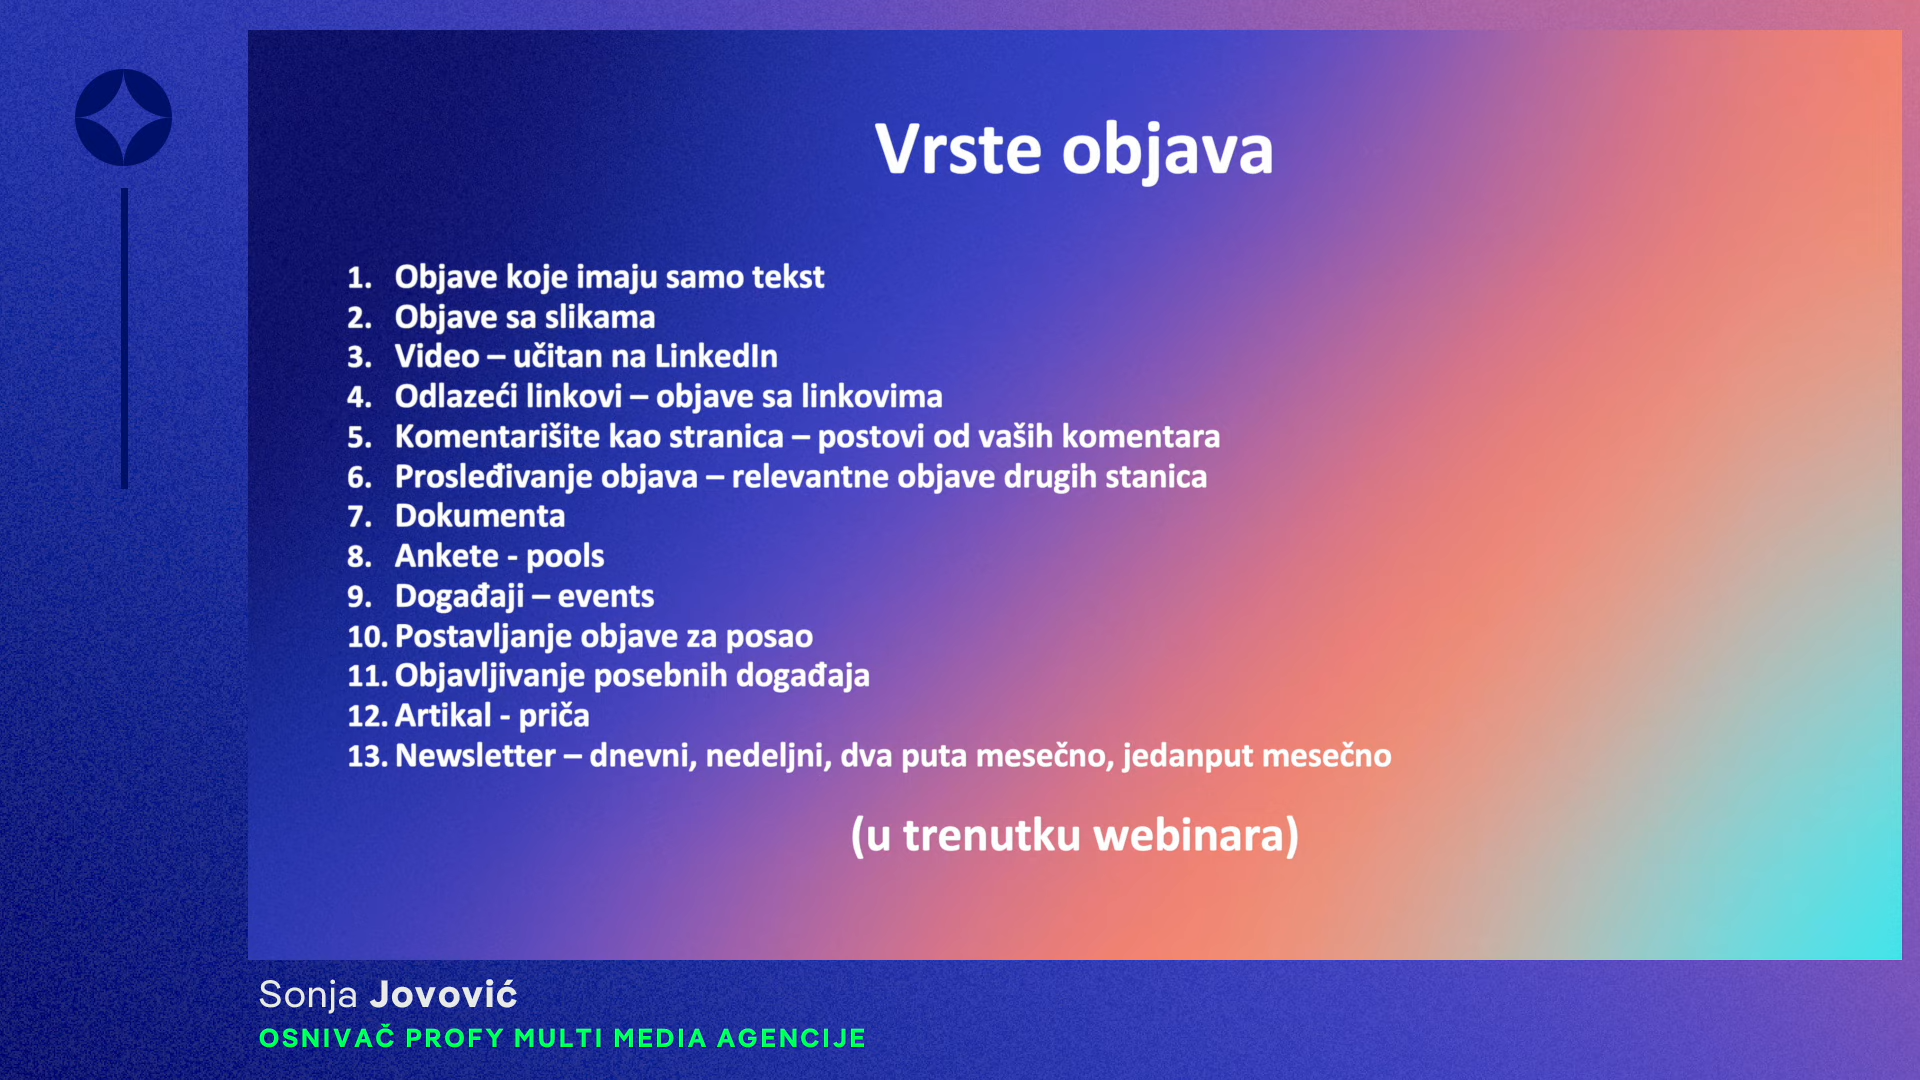 Vrste objava
1. Objave koje imaju samo tekst
2. Objave sa slikama
3. Video – učitan na LinkedIn
4. Odlazeći linkovi – objave sa linkovima
5. Komentarišite kao stranica – postovi od vaših komentara
6. Prosleđivanje objava – relevantne objave drugih stanica
7. Dokumenta
8. Ankete - pools
9. Događaji – events
10. Postavljanje objave za posao
11. Objavljivanje posebnih događaja
12. Artikal - priča
13. Newsletter – dnevni, nedeljni, dva puta mesečno, jedanput mesečno
(u trenutku webinara)
Sonja Jovović
OSNIVAČ PROFY MULTI MEDIA AGENCIJE